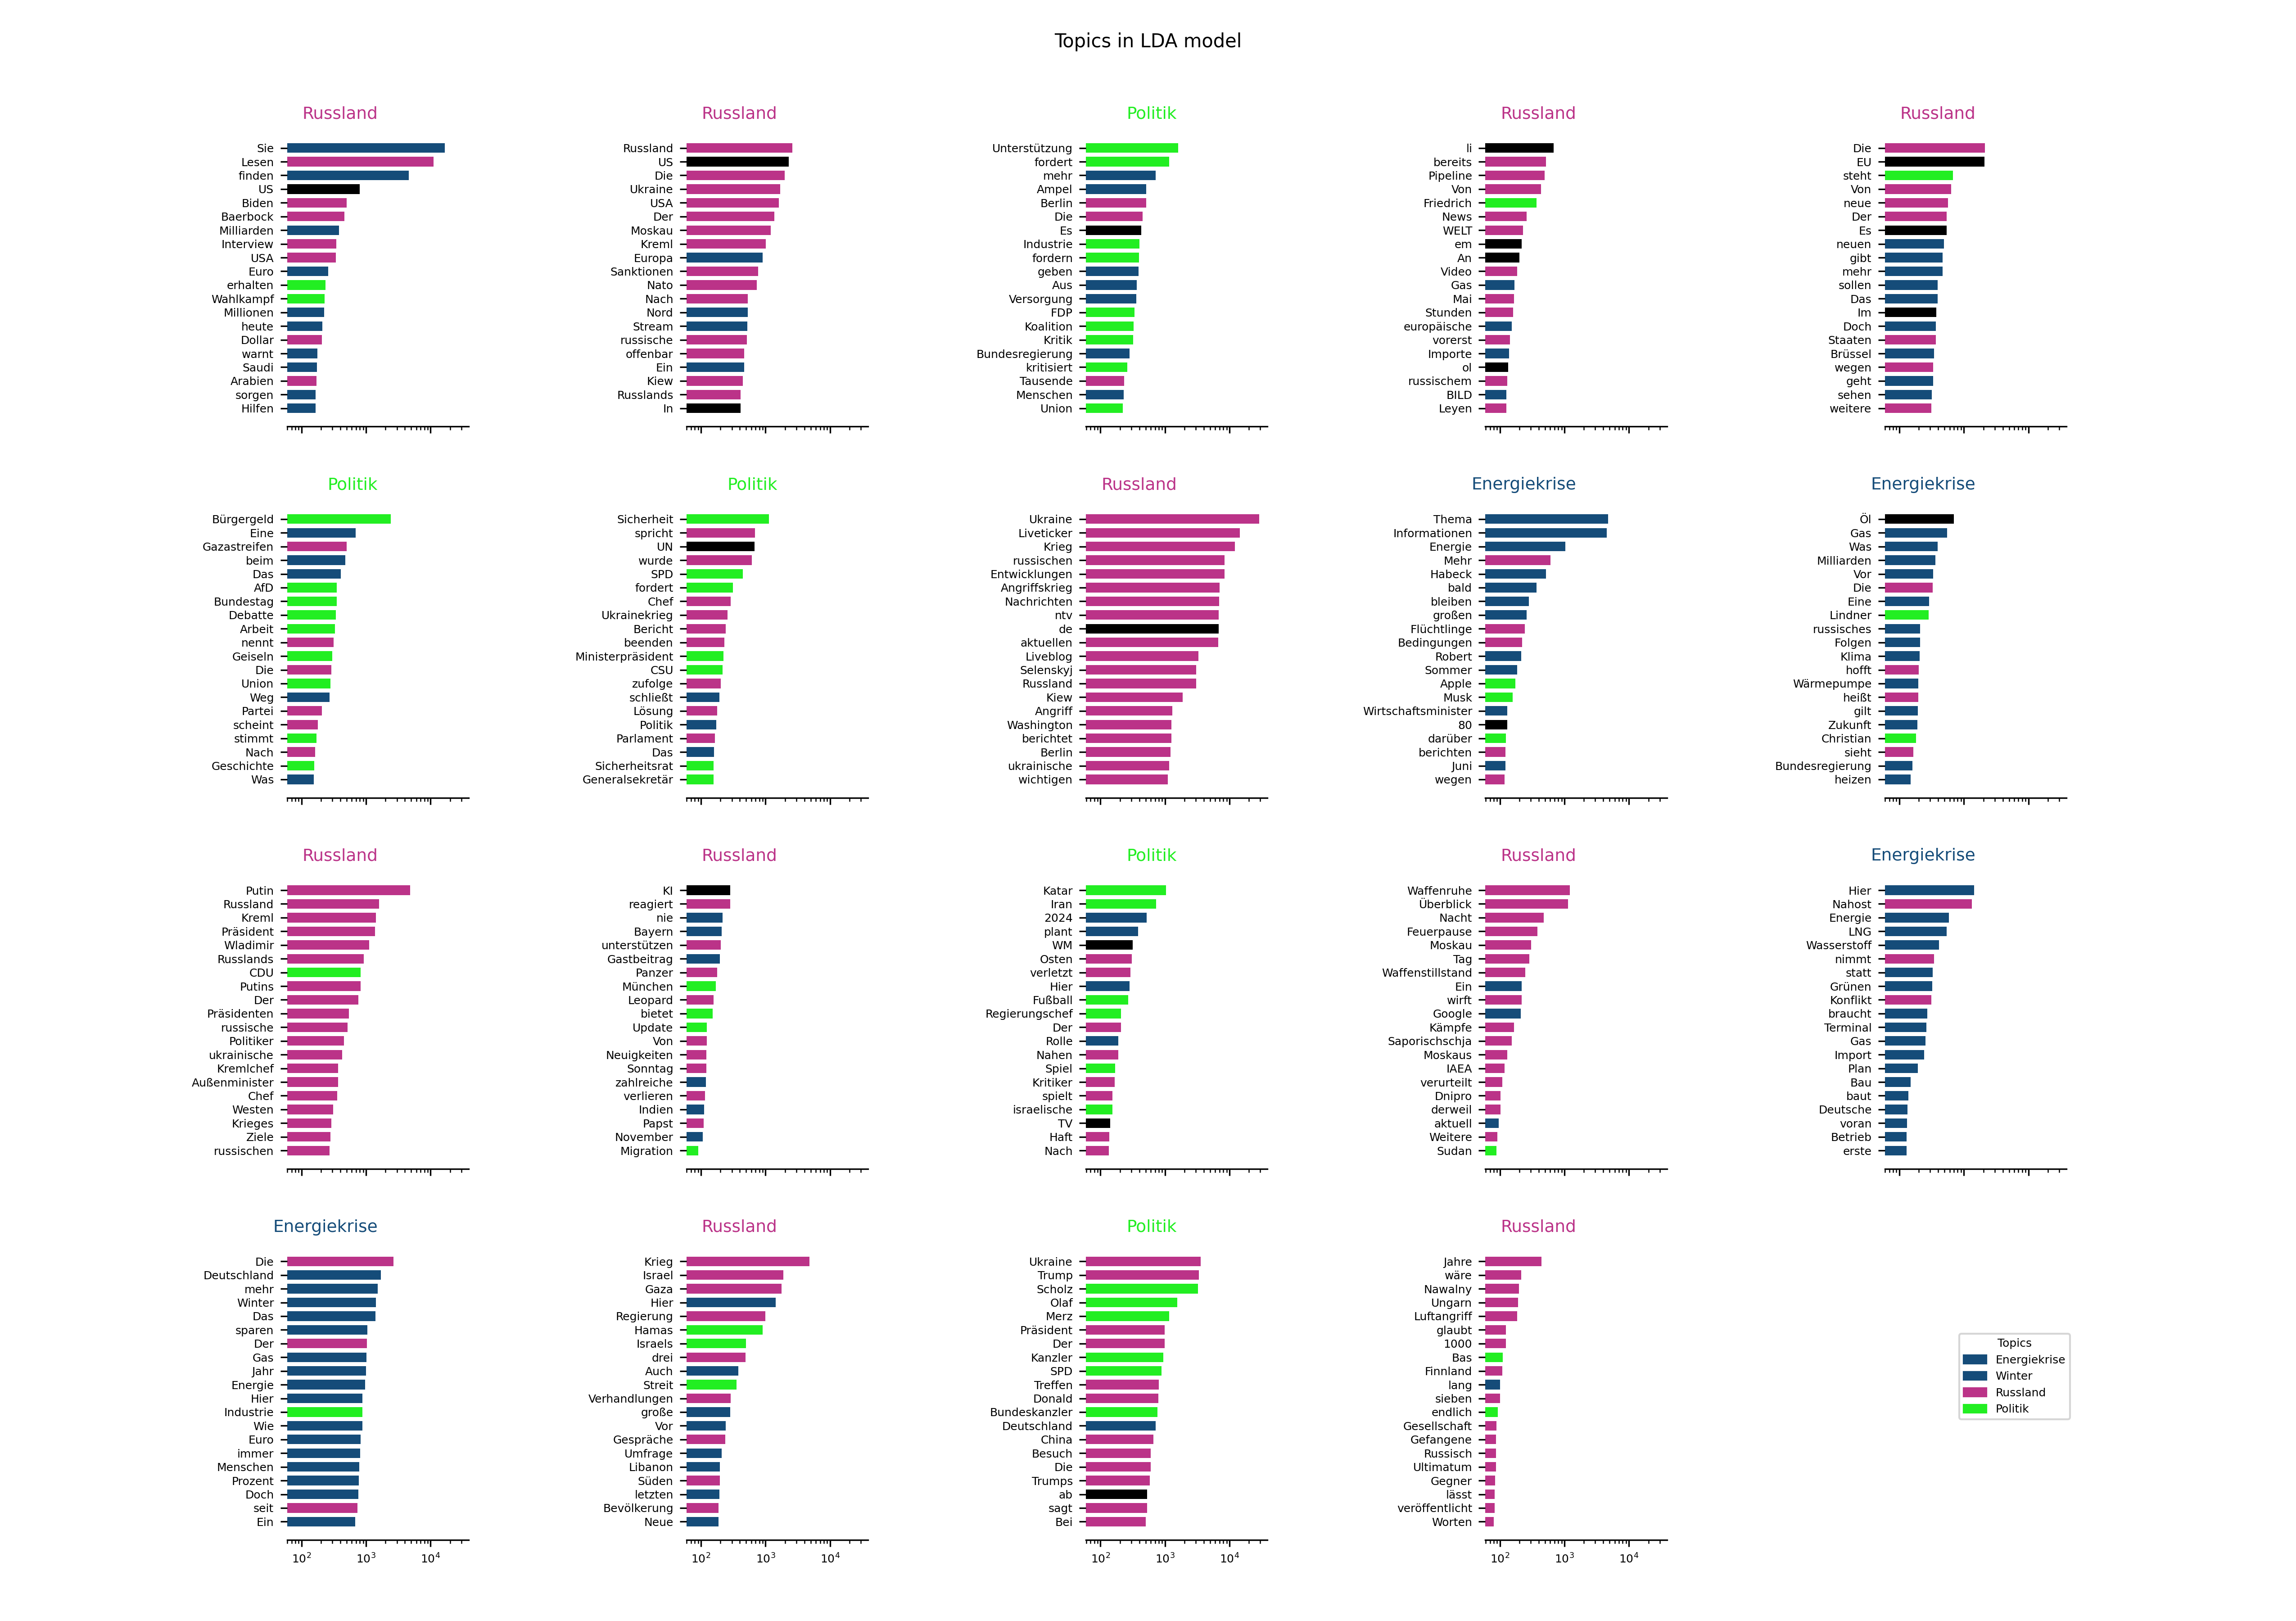 Topics in LDA model
Russland
Sie
Lesen
finden
US
Biden
Baerbock
Milliarden
Interview
USA
Euro
erhalten
Wahlkampf
Millionen
heute
Dollar
warnt
Saudi
Arabien
sorgen
Hilfen
Russland
Russland
US
Die
Ukraine
USA
Der
Moskau
Kreml
Europa
Sanktionen
Nato
Nach
Nord
Stream
russische
offenbar
Ein
Kiew
Russlands
In
Politik
Unterstützung
fordert
mehr
Ampel
Berlin
Die
Es
Industrie
fordern
geben
Aus
Versorgung
FDP
Koalition
Kritik
Bundesregierung
kritisiert
Tausende
Menschen
Union
Russland
li
bereits
Pipeline
Von
Friedrich
News
WELT
em
An
Video
Gas
Mai
Stunden
europäische
vorerst
Importe
ol
russischem
BILD
Leyen
Russland
Die
EU
steht
Von
neue
Der
Es
neuen
gibt
mehr
sollen
Das
Im
Doch
Staaten
Brüssel
wegen
geht
sehen
weitere
Politik
Bürgergeld
Eine
Gazastreifen
beim
Das
AfD
Bundestag
Debatte
Arbeit
nennt
Geiseln
Die
Union
Weg
Partei
scheint
stimmt
Nach
Geschichte
Was
Politik
Sicherheit
spricht
UN
wurde
SPD
fordert
Chef
Ukrainekrieg
Bericht
beenden
Ministerpräsident
CSU
zufolge
schließt
Lösung
Politik
Parlament
Das
Sicherheitsrat
Generalsekretär
Russland
Ukraine
Liveticker
Krieg
russischen
Entwicklungen
Angriffskrieg
Nachrichten
ntv
de
aktuellen
Liveblog
Selenskyj
Russland
Kiew
Angriff
Washington
berichtet
Berlin
ukrainische
wichtigen
Energiekrise
Thema
Informationen
Energie
Mehr
Habeck
bald
bleiben
großen
Flüchtlinge
Bedingungen
Robert
Sommer
Apple
Musk
Wirtschaftsminister
80
darüber
berichten
Juni
wegen
Energiekrise
Öl
Gas
Was
Milliarden
Vor
Die
Eine
Lindner
russisches
Folgen
Klima
hofft
Wärmepumpe
heißt
gilt
Zukunft
Christian
sieht
Bundesregierung
heizen
Russland
Putin
Russland
Kreml
Präsident
Wladimir
Russlands
CDU
Putins
Der
Präsidenten
russische
Politiker
ukrainische
Kremlchef
Außenminister
Chef
Westen
Krieges
Ziele
russischen
Russland
KI
reagiert
nie
Bayern
unterstützen
Gastbeitrag
Panzer
München
Leopard
bietet
Update
Von
Neuigkeiten
Sonntag
zahlreiche
verlieren
Indien
Papst
November
Migration
Politik
Katar
Iran
2024
plant
WM
Osten
verletzt
Hier
Fußball
Regierungschef
Der
Rolle
Nahen
Spiel
Kritiker
spielt
israelische
TV
Haft
Nach
Russland
Waffenruhe
Überblick
Nacht
Feuerpause
Moskau
Tag
Waffenstillstand
Ein
wirft
Google
Kämpfe
Saporischschja
Moskaus
IAEA
verurteilt
Dnipro
derweil
aktuell
Weitere
Sudan
Energiekrise
Hier
Nahost
Energie
LNG
Wasserstoff
nimmt
statt
Grünen
Konflikt
braucht
Terminal
Gas
Import
Plan
Bau
baut
Deutsche
voran
Betrieb
erste
Energiekrise
Die
Deutschland
mehr
Winter
Das
sparen
Der
Gas
Jahr
Energie
Hier
Industrie
Wie
Euro
immer
Menschen
Prozent
Doch
seit
Ein
10² 10³ 10⁴
Russland
Krieg
Israel
Gaza
Hier
Regierung
Hamas
Israels
drei
Auch
Streit
Verhandlungen
große
Vor
Gespräche
Umfrage
Libanon
Süden
letzten
Bevölkerung
Neue
10² 10³ 10⁴
Politik
Ukraine
Trump
Scholz
Olaf
Merz
Präsident
Der
Kanzler
SPD
Treffen
Donald
Bundeskanzler
Deutschland
China
Besuch
Die
Trumps
ab
sagt
Bei
10² 10³ 10⁴
Russland
Jahre
wäre
Nawalny
Ungarn
Luftangriff
glaubt
1000
Bas
Finnland
lang
sieben
endlich
Gesellschaft
Gefangene
Russisch
Ultimatum
Gegner
lässt
veröffentlicht
Worten
10² 10³ 10⁴
Topics
Energiekrise
Winter
Russland
Politik